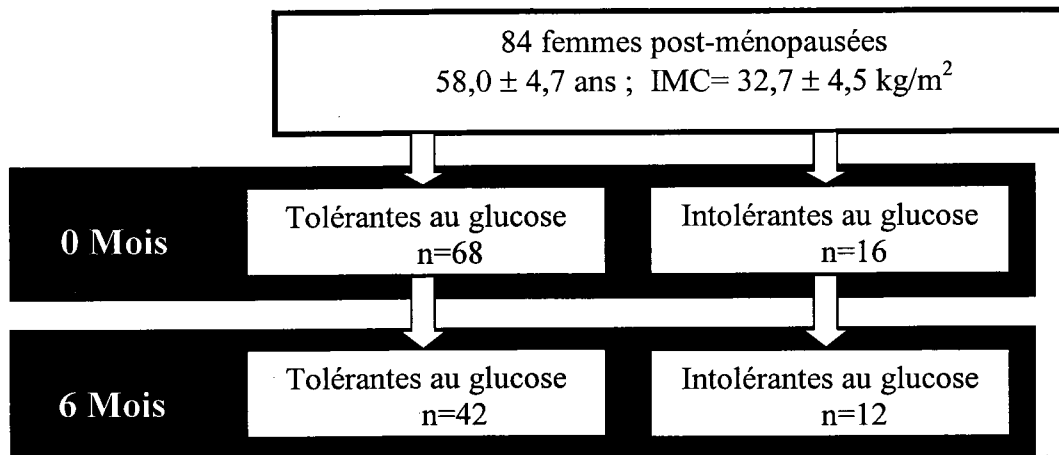 84 femmes post-ménopausées
58,0 ± 4,7 ans ; IMC= 32,7 ± 4,5 kg/m²
0 Mois
Tolérantes au glucose
n=68
Intolérantes au glucose
n=16
6 Mois
Tolérantes au glucose
n=42
Intolérantes au glucose
n=12